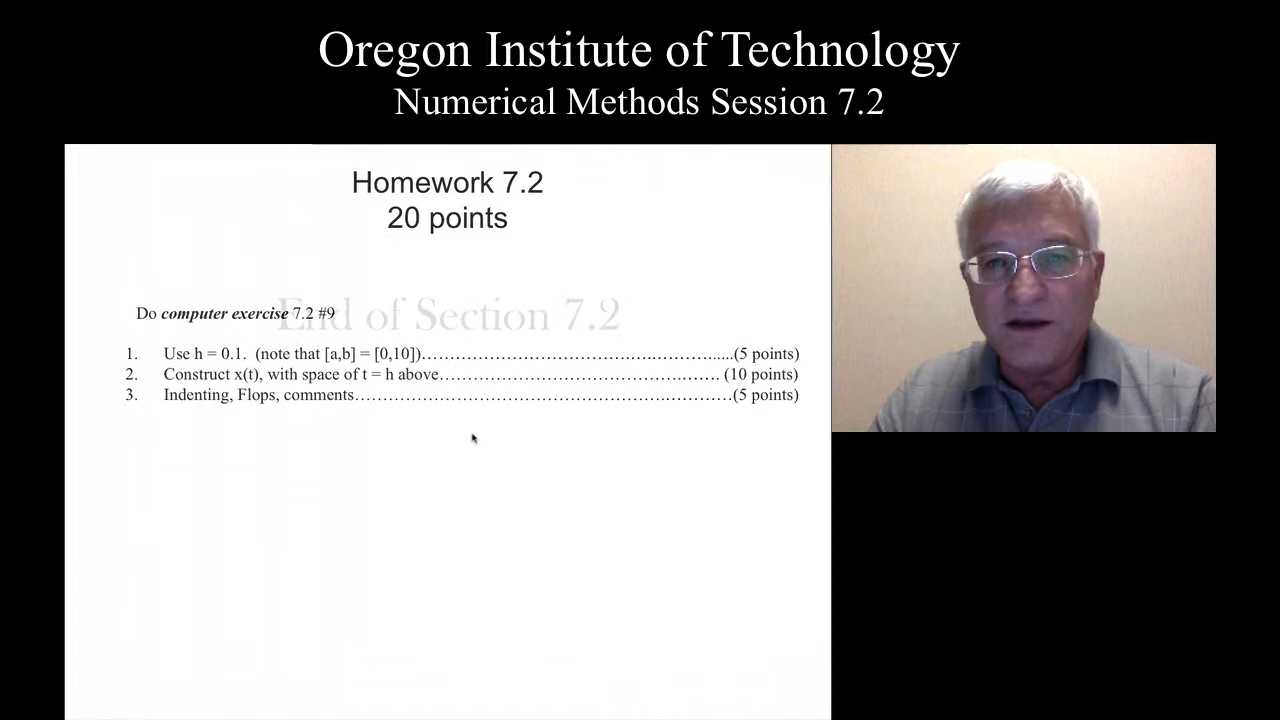 Oregon Institute of Technology
Numerical Methods Session 7.2
Homework 7.2
20 points
End of Section 7.2
Do computer exercise 7.2 #9
1. Use h = 0.1. (note that [a,b] = [0,10])……………………………….…..………......(5 points)
2. Construct x(t), with space of t = h above…………………………………….……. (10 points)
3. Indenting, Flops, comments………………………………………………….…………(5 points)